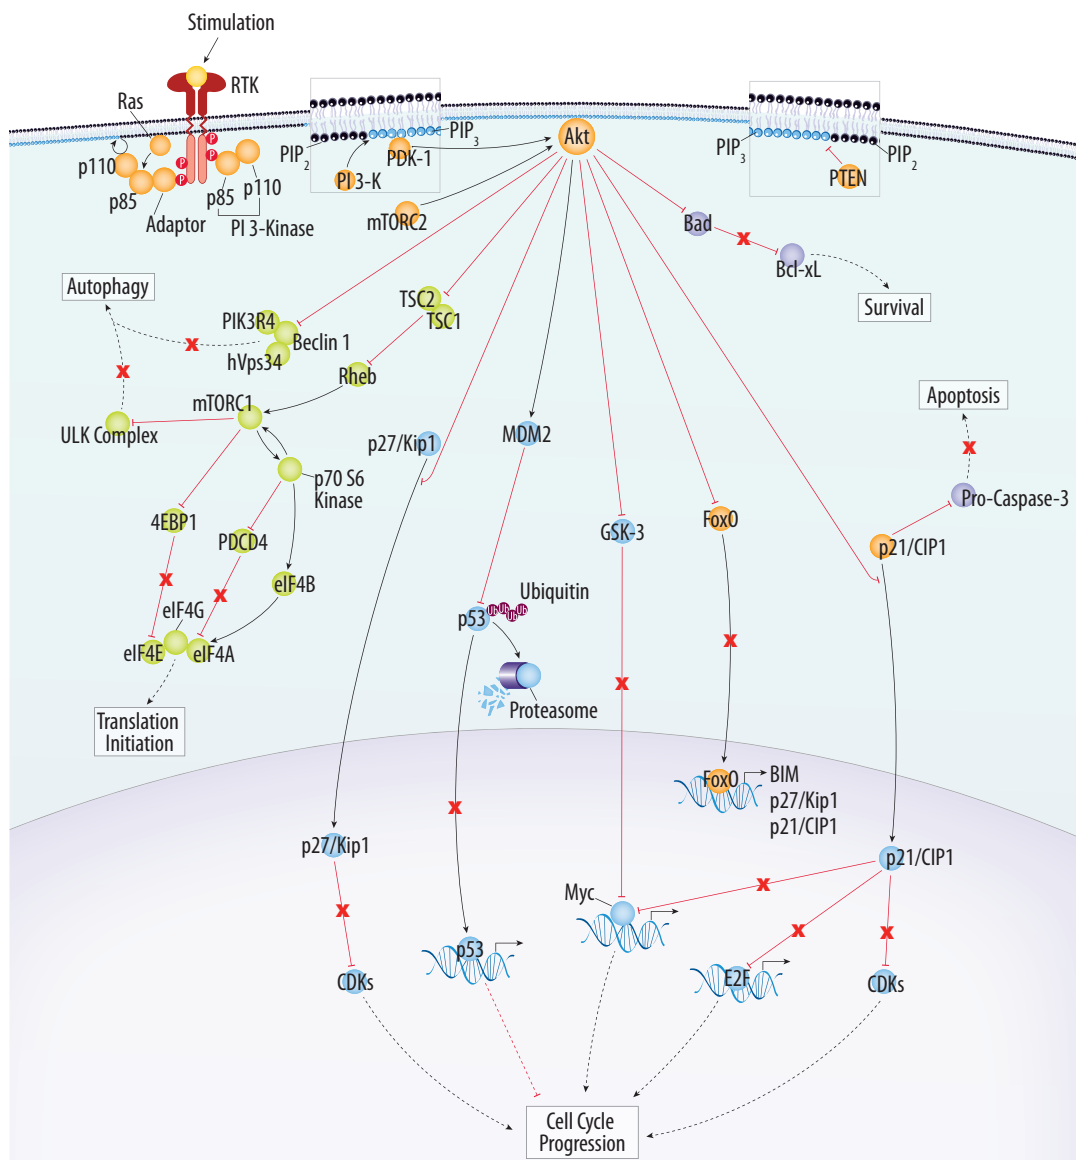 Stimulation
RTK
Ras
p110
p85
Adaptor
P
P
P
P
p85
p110
PI 3-Kinase
PIP2
PIP3
PDK-1
PI 3-K
mTORC2
Akt
PIP3
PIP2
PTEN
Bad
X
Bcl-xL
Survival
Autophagy
TSC2
TSC1
PIK3R4
Beclin 1
hVps34
X
X
Rheb
mTORC1
ULK Complex
p27/Kip1
MDM2
Apoptosis
X
Pro-Caspase-3
p70 S6
Kinase
4EBP1
PDCD4
GSK-3
FoxO
p21/CIP1
X
X
eIF4B
eIF4G
eIF4E
eIF4A
Ubiquitin
p53
Ub
Ub
Ub
Ub
X
X
Proteasome
Translation
Initiation
FoxO
BIM
p27/Kip1
p21/CIP1
X
p27/Kip1
p21/CIP1
X
Myc
X
X
X
p53
CDKs
E2F
CDKs
Cell Cycle
Progression